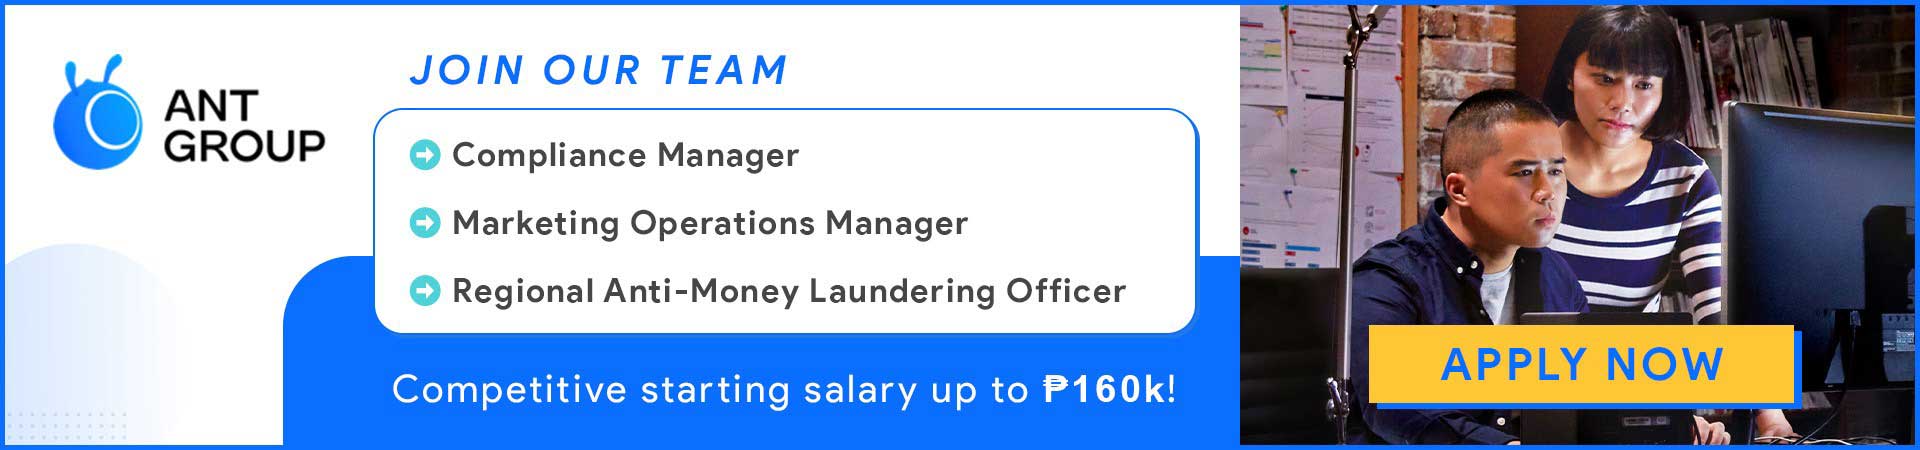 ANT
GROUP
JOIN OUR TEAM
Compliance Manager
Marketing Operations Manager
Regional Anti-Money Laundering Officer
Competitive starting salary up to ₱160k!
APPLY NOW